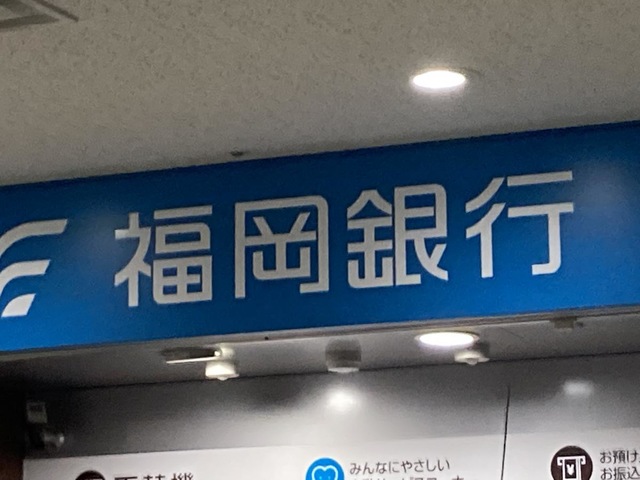 福岡銀行
みんなにやさしい
お預け
お振込